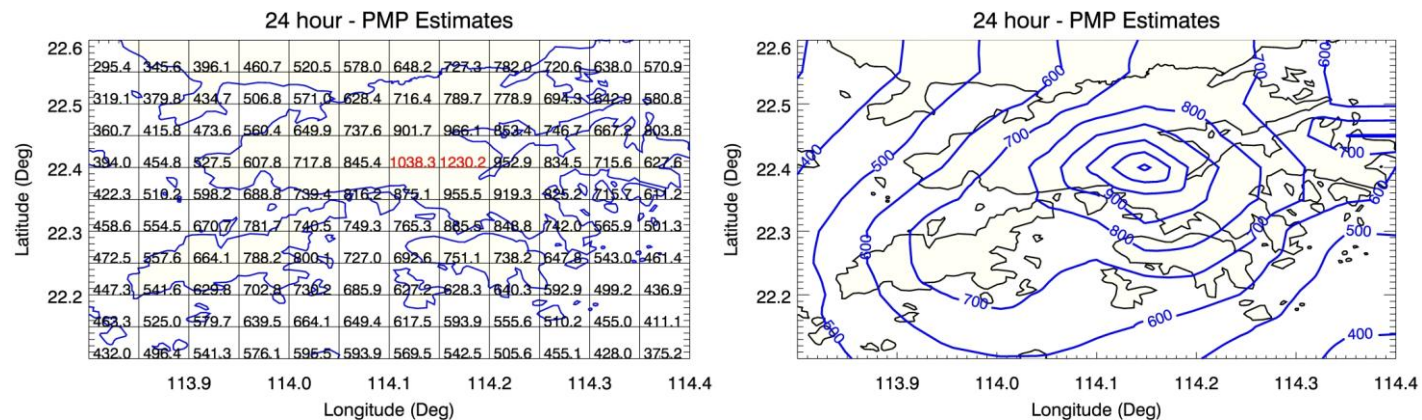 24 hour - PMP Estimates
22.6
295.4 345.6 396.1 460.7 520.5 578.0 648.2 727.3 782.0 720.6 638.0 570.9
22.5
319.1 379.8 434.7 506.8 571.0 628.4 716.4 789.7 778.9 694.3 642.9 580.8
360.7 415.8 473.6 560.4 649.9 737.6 901.7 966.1 853.4 746.7 667.2 803.8
22.4
394.0 454.8 527.5 607.8 717.8 845.4 1038.3 1230.2 952.9 834.5 715.6 627.6
422.3 510.2 598.2 688.8 739.4 816.2 875.1 955.5 919.3 825.2 715.7 611.2
22.3
458.6 554.5 670.7 781.7 740.5 749.3 765.3 865.5 848.8 742.0 565.9 501.3
472.5 557.6 664.1 788.2 800.1 727.0 692.6 751.1 738.2 647.8 543.0 461.4
22.2
447.3 541.6 629.8 702.8 730.2 685.9 627.2 628.3 640.3 592.9 499.2 436.9
463.3 525.0 579.7 639.5 664.1 649.4 617.5 593.9 555.6 510.2 455.0 411.1
432.0 496.4 541.3 576.1 595.5 593.9 569.5 542.5 505.6 455.1 428.0 375.2
113.9 114.0 114.1 114.2 114.3 114.4
Longitude (Deg)
Latitude (Deg)
24 hour - PMP Estimates
22.6
22.5
22.4
22.3
22.2
600
700
600
800
700
400
500
700
900
600
800
700
500
600
700
600
500
400
113.9 114.0 114.1 114.2 114.3 114.4
Longitude (Deg)
Latitude (Deg)